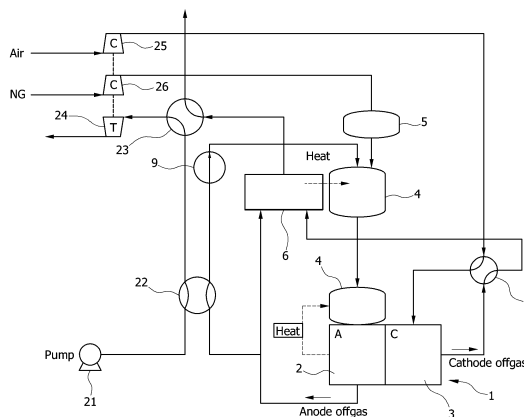 Air
C
25
NG
C
26
24
T
23
5
9
Heat
4
6
4
22
Heat
A
C
Pump
2
Cathode offgas
1
21
3
Anode offgas